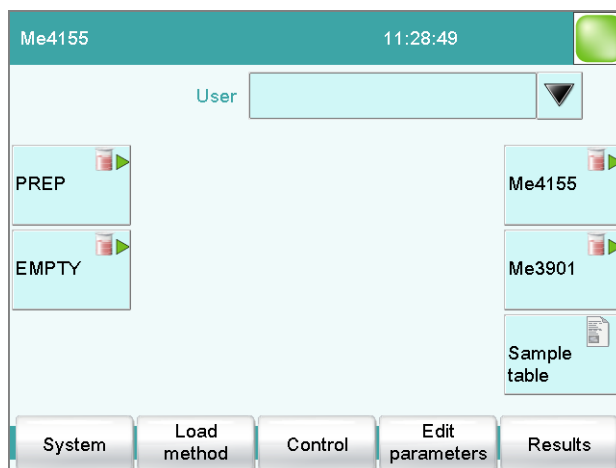 Me4155 11:28:49
User
PREP
Me4155
EMPTY
Me3901
Sample
table
System
Load
method
Control
Edit
parameters
Results